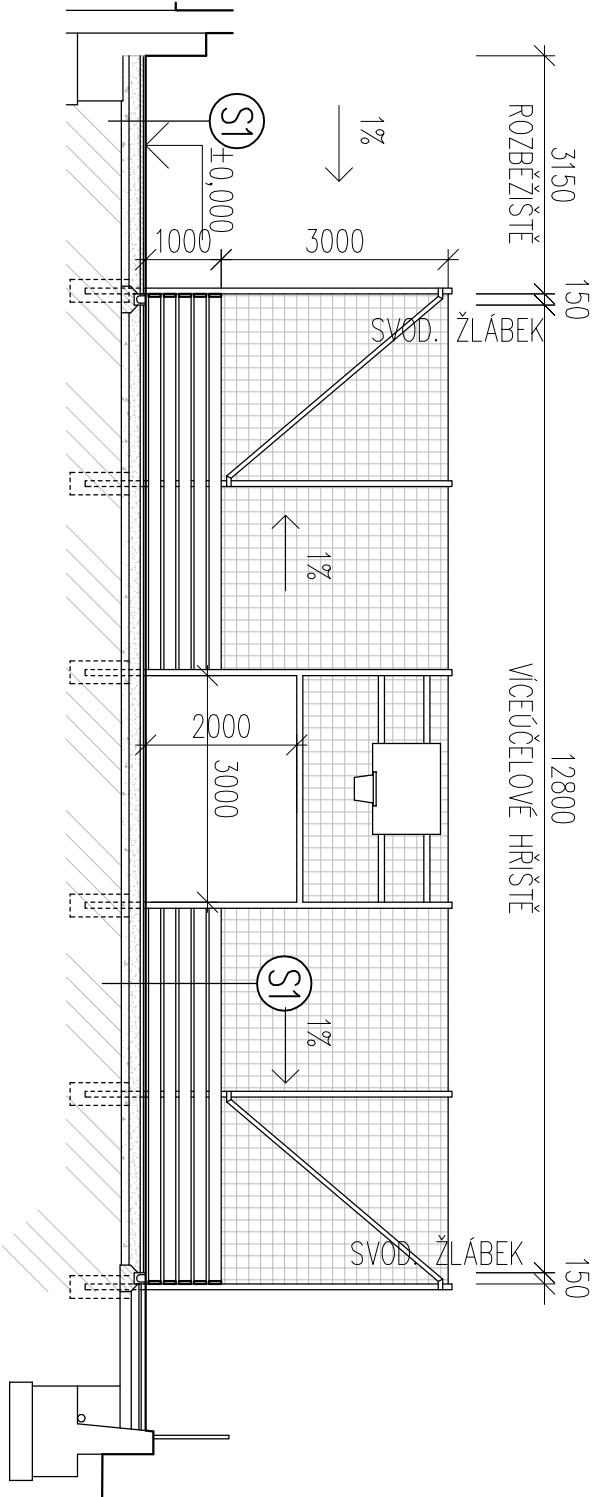 3150
150
12800
150
ROZBĚŽIŠTĚ
VÍCEÚČELOVÉ HŘIŠTĚ
SVOD. ŽLÁBEK
SVOD. ŽLÁBEK
1%
1%
1%
S1
±0,000
1000
3000
2000
3000
S1